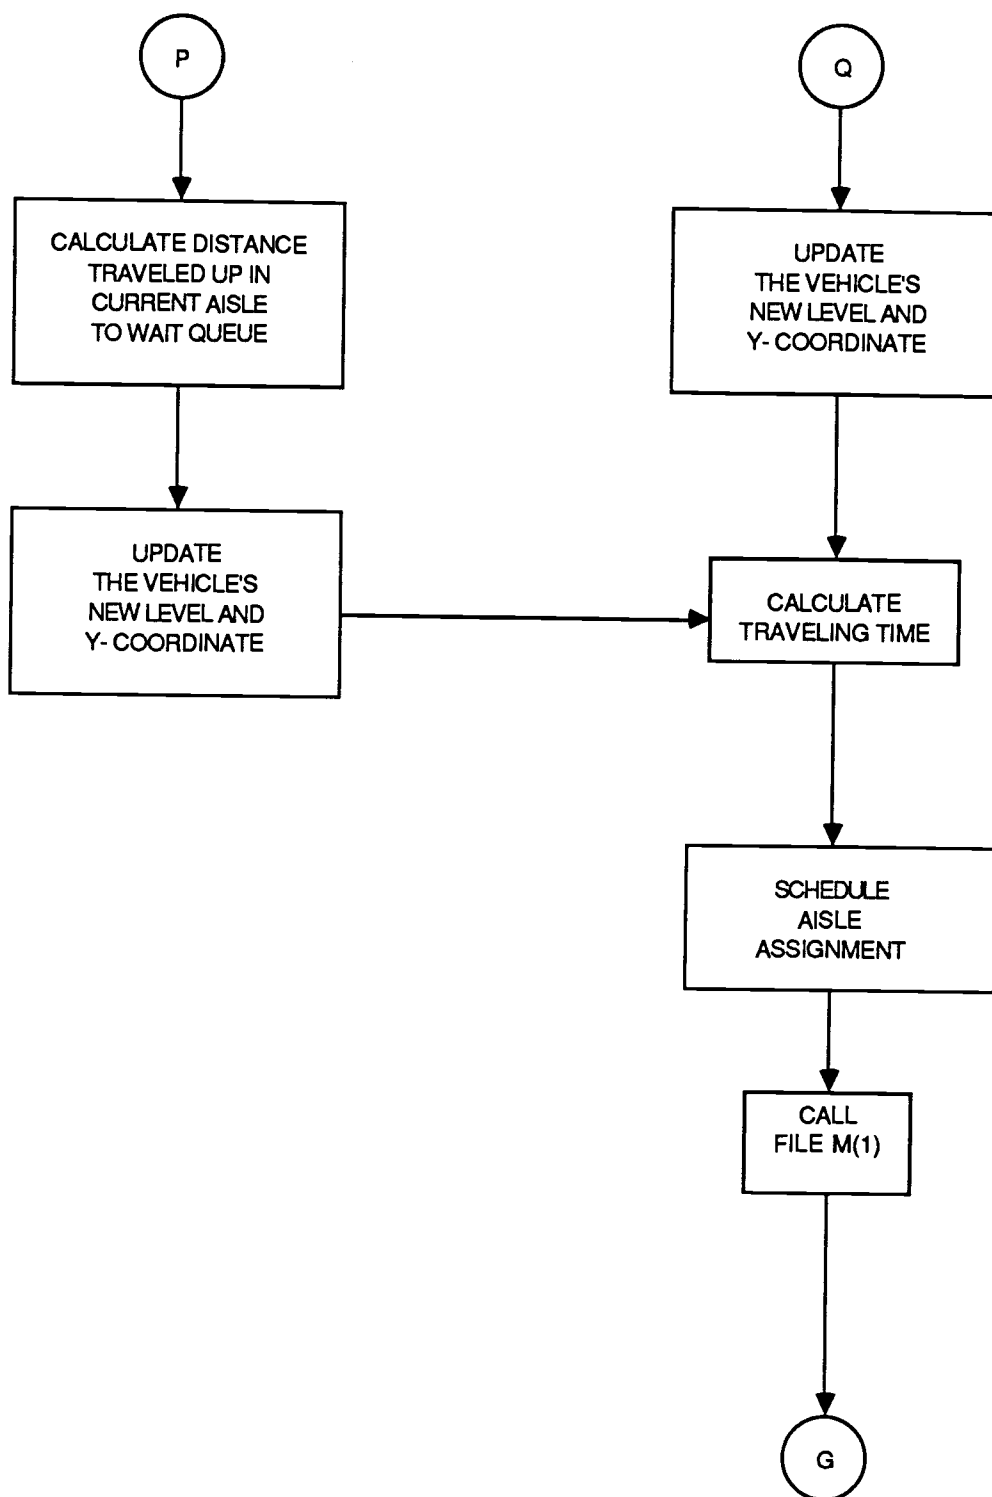 P
CALCULATE DISTANCE
TRAVELED UP IN
CURRENT AISLE
TO WAIT QUEUE
UPDATE
THE VEHICLE'S
NEW LEVEL AND
Y- COORDINATE
Q
UPDATE
THE VEHICLE'S
NEW LEVEL AND
Y- COORDINATE
CALCULATE
TRAVELING TIME
SCHEDULE
AISLE
ASSIGNMENT
CALL
FILE M(1)
G